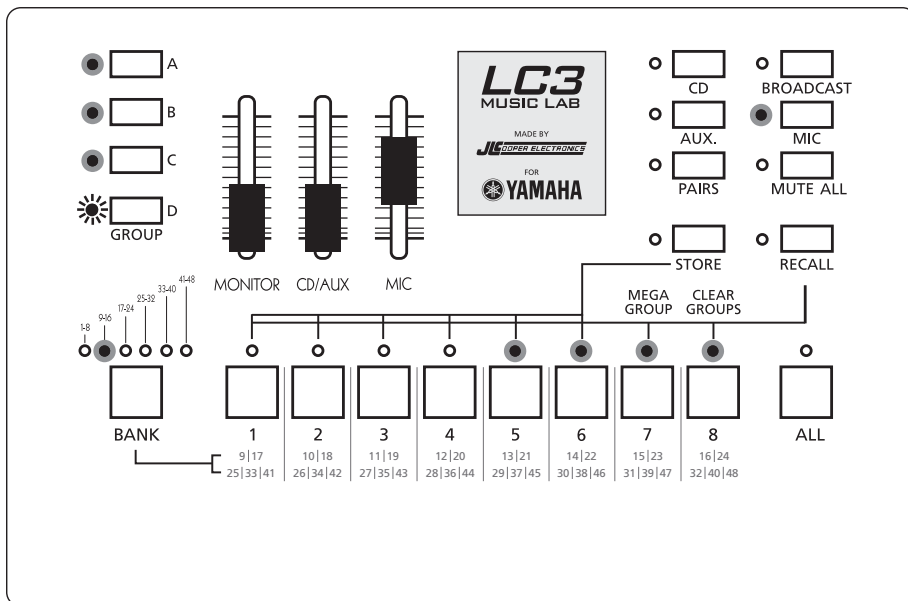 A
B
C
D
GROUP
LC3
MUSIC LAB
MADE BY
JLCOOPER ELECTRONICS
FOR
YAMAHA
CD
BROADCAST
AUX.
MIC
PAIRS
MUTE ALL
STORE
RECALL
MONITOR
CD/AUX
MIC
MEGA GROUP
CLEAR GROUPS
1-8
9-16
17-24
25-32
33-40
41-48
BANK
1
2
3
4
5
6
7
8
ALL
9|17
10|18
11|19
12|20
13|21
14|22
15|23
16|24
25|33|41
26|34|42
27|35|43
28|36|44
29|37|45
30|38|46
31|39|47
32|40|48